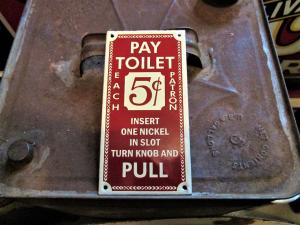 PAY
TOILET
EACH
5¢
PATRON
INSERT
ONE NICKEL
IN SLOT
TURN KNOB AND
PULL